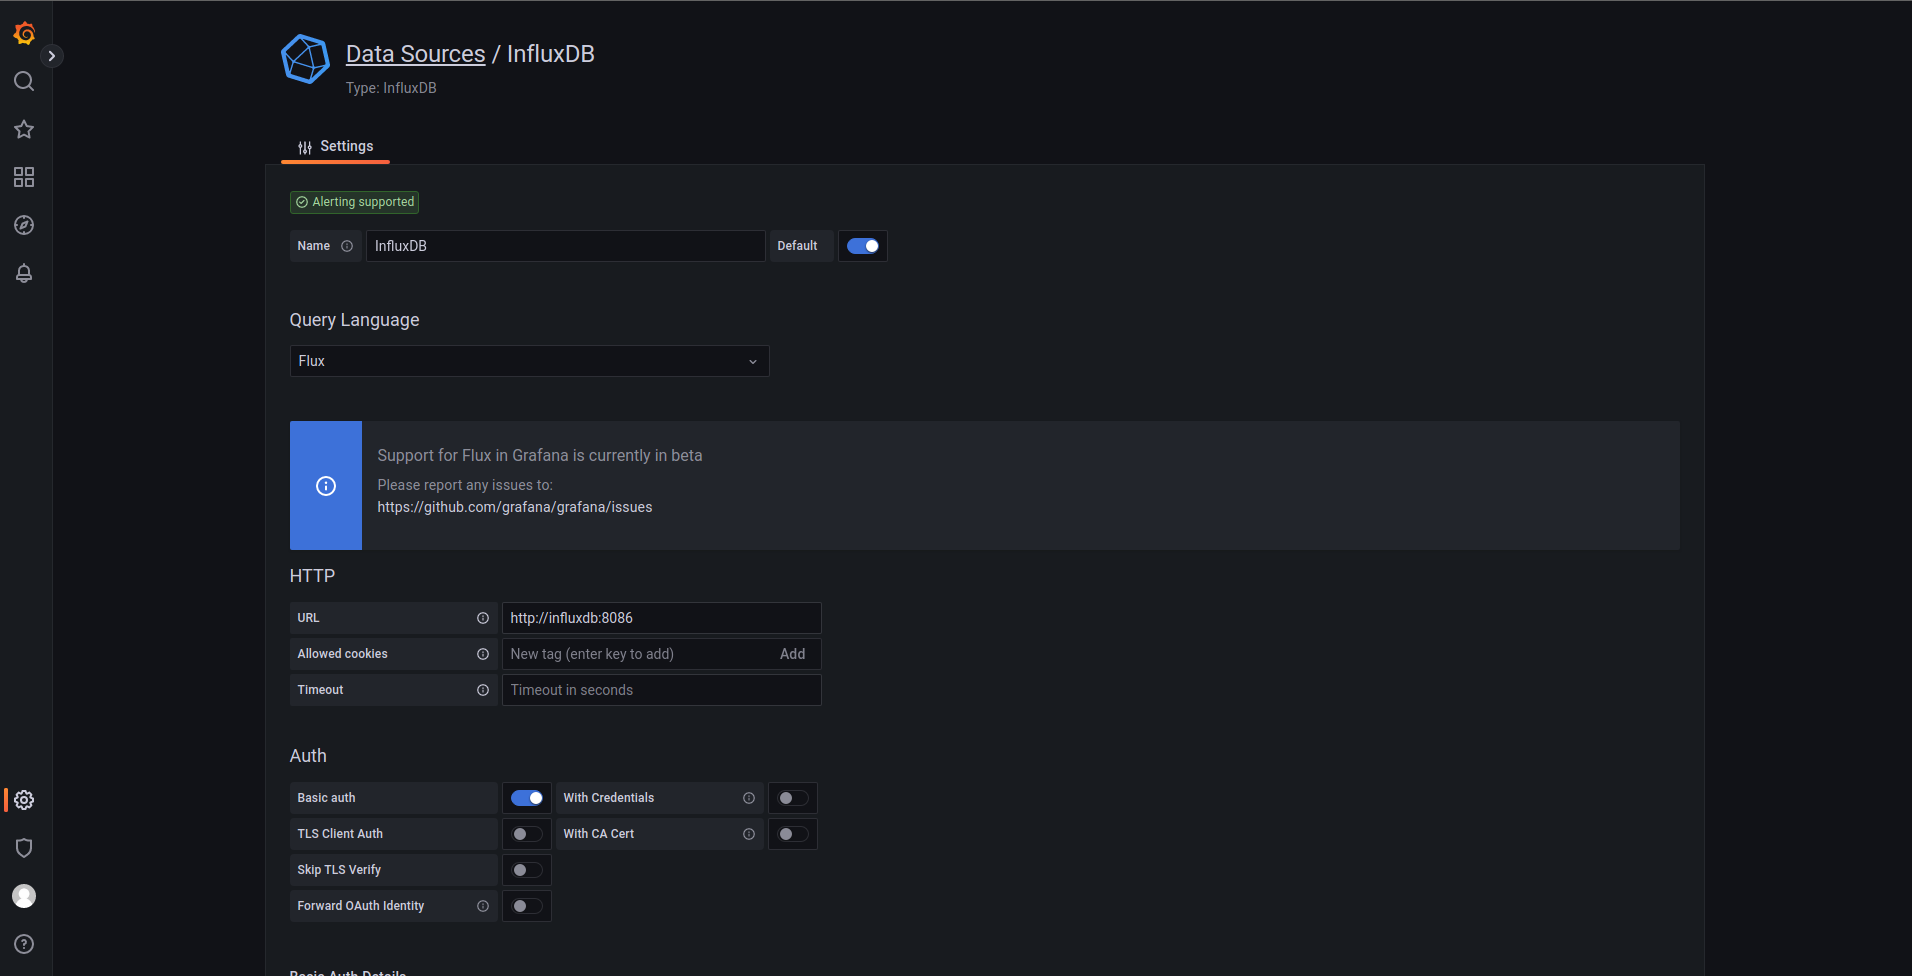 Data Sources / InfluxDB
Type: InfluxDB
Settings
Alerting supported
Name InfluxDB Default
Query Language
Flux
Support for Flux in Grafana is currently in beta
Please report any issues to:
https://github.com/grafana/grafana/issues
HTTP
URL http://influxdb:8086
Allowed cookies New tag (enter key to add) Add
Timeout Timeout in seconds
Auth
Basic auth With Credentials
TLS Client Auth With CA Cert
Skip TLS Verify
Forward OAuth Identity
Basic Auth Details